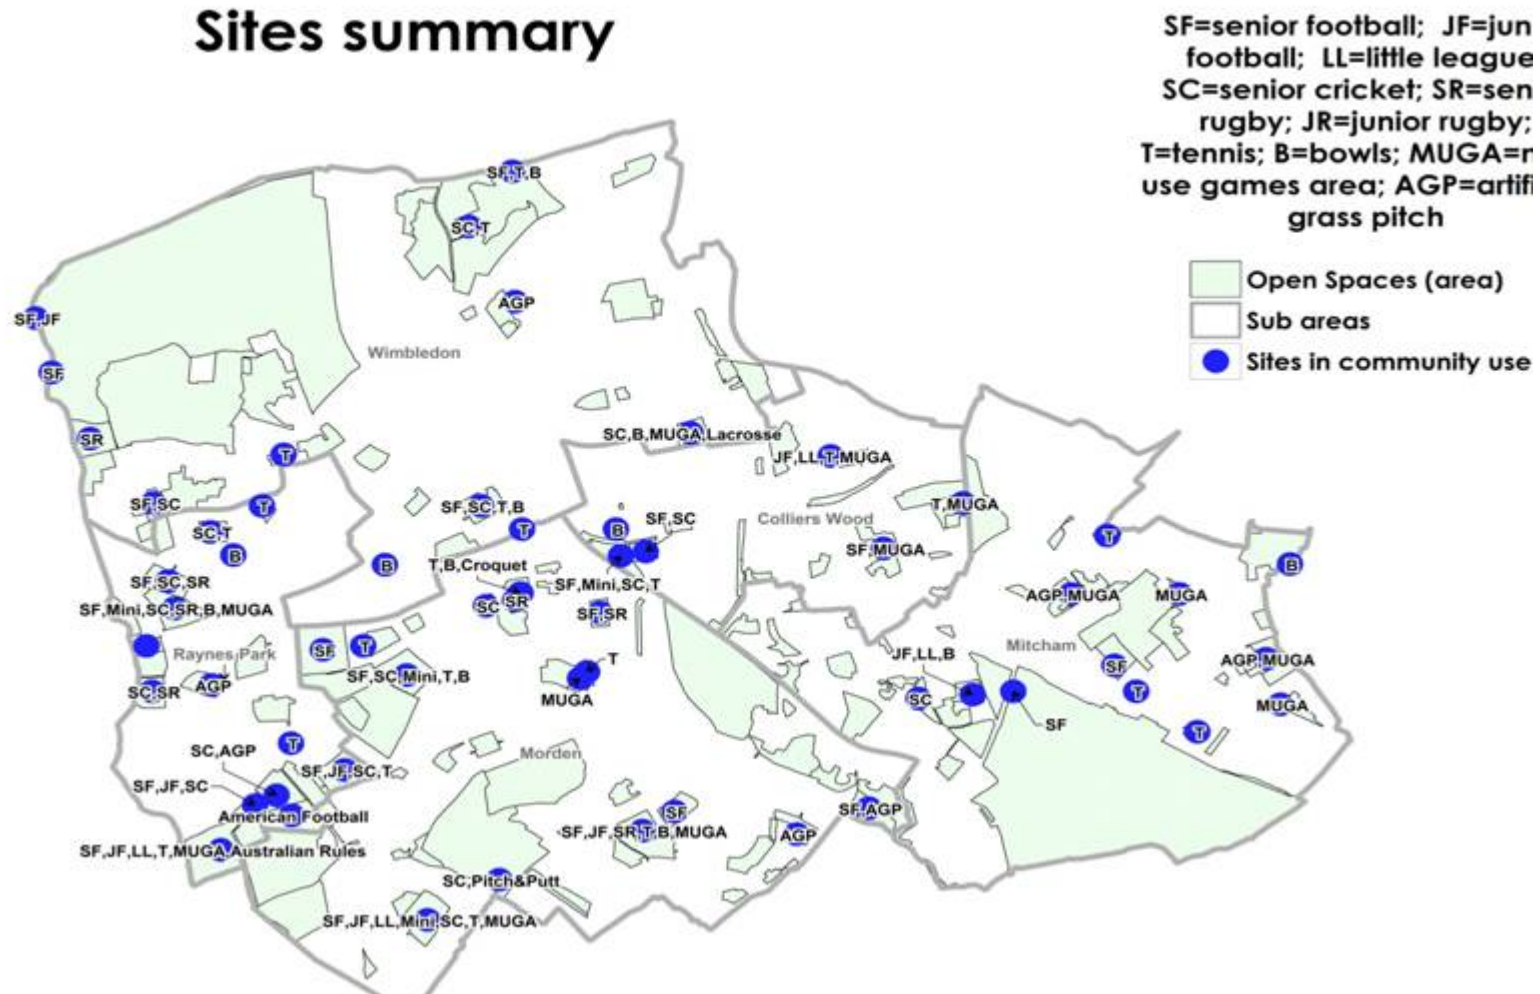 Sites summary
SF=senior football; JF=jun
football; LL=little league
SC=senior cricket; SR=sen
rugby; JR=junior rugby;
T=tennis; B=bowls; MUGA=m
use games area; AGP=artifi
grass pitch
Open Spaces (area)
Sub areas
Sites in community use
SF,T,B
SC,T
AGP
SF,JF
Wimbledon
SF
SR
SC,B,MUGA,Lacrosse
T
JF,LL,T,MUGA
SF,SC
T
SF,SC,T,B
T,MUGA
SC,T
T
B
SF,SC
Colliers Wood
T
B
B
SF,MUGA
B
T,B,Croquet
SF,SC,SR
SF,Mini,SC,T
AGP,MUGA
MUGA
SF,Mini,SC,SR,B,MUGA
SC
SR
SF,SR
Raynes Park
SF
T
Mitcham
JF,LL,B
T
SF
AGP,MUGA
SF,SC,Mini,T,B
SC,SR
AGP
MUGA
SC
T
SF
MUGA
T
T
SC,AGP
Morden
SF,JF,SC,T
SF,JF,SC
American Football
SF
SF,AGP
SF,JF,SR,T,B,MUGA
AGP
SF,JF,LL,T,MUGA,Australian Rules
SC,Pitch&Putt
SF,JF,LL,Mini,SC,T,MUGA